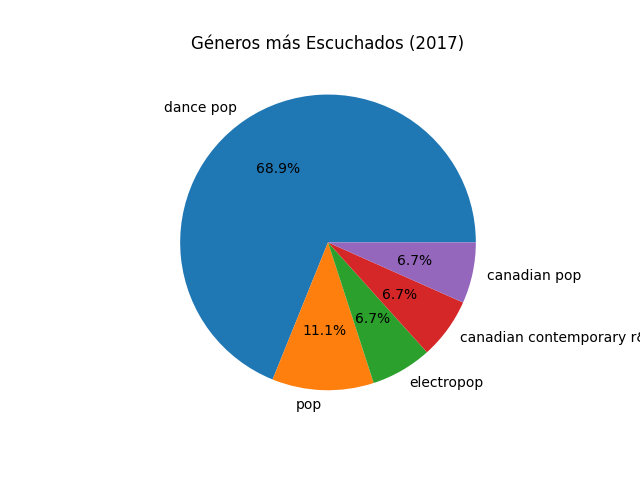 Géneros más Escuchados (2017)
dance pop
68.9%
11.1%
pop
6.7%
electropop
6.7%
canadian contemporary r&
6.7%
canadian pop